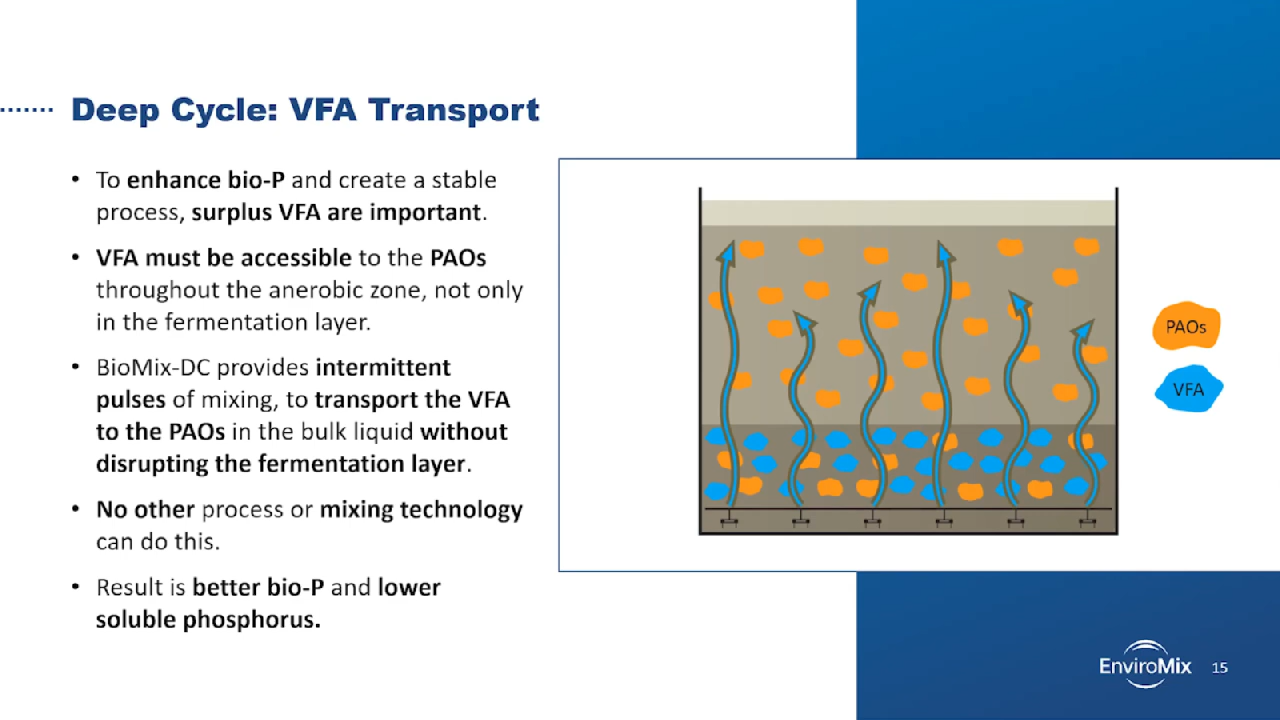 Deep Cycle: VFA Transport
• To enhance bio-P and create a stable
process, surplus VFA are important.
• VFA must be accessible to the PAOs
throughout the anerobic zone, not only
in the fermentation layer.
• BioMix-DC provides intermittent
pulses of mixing, to transport the VFA
to the PAOs in the bulk liquid without
disrupting the fermentation layer.
• No other process or mixing technology
can do this.
• Result is better bio-P and lower
soluble phosphorus.
PAOs
VFA
EnviroMix
15